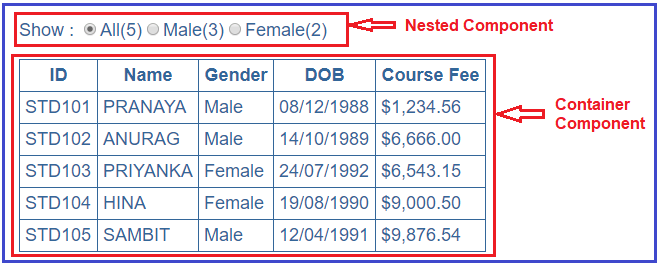 Show : All(5) Male(3) Female(2)
Nested Component
ID Name Gender DOB Course Fee
STD101 PRANAYA Male 08/12/1988 $1,234.56
STD102 ANURAG Male 14/10/1989 $6,666.00
STD103 PRIYANKA Female 24/07/1992 $6,543.15
STD104 HINA Female 19/08/1990 $9,000.50
STD105 SAMBIT Male 12/04/1991 $9,876.54
Container
Component